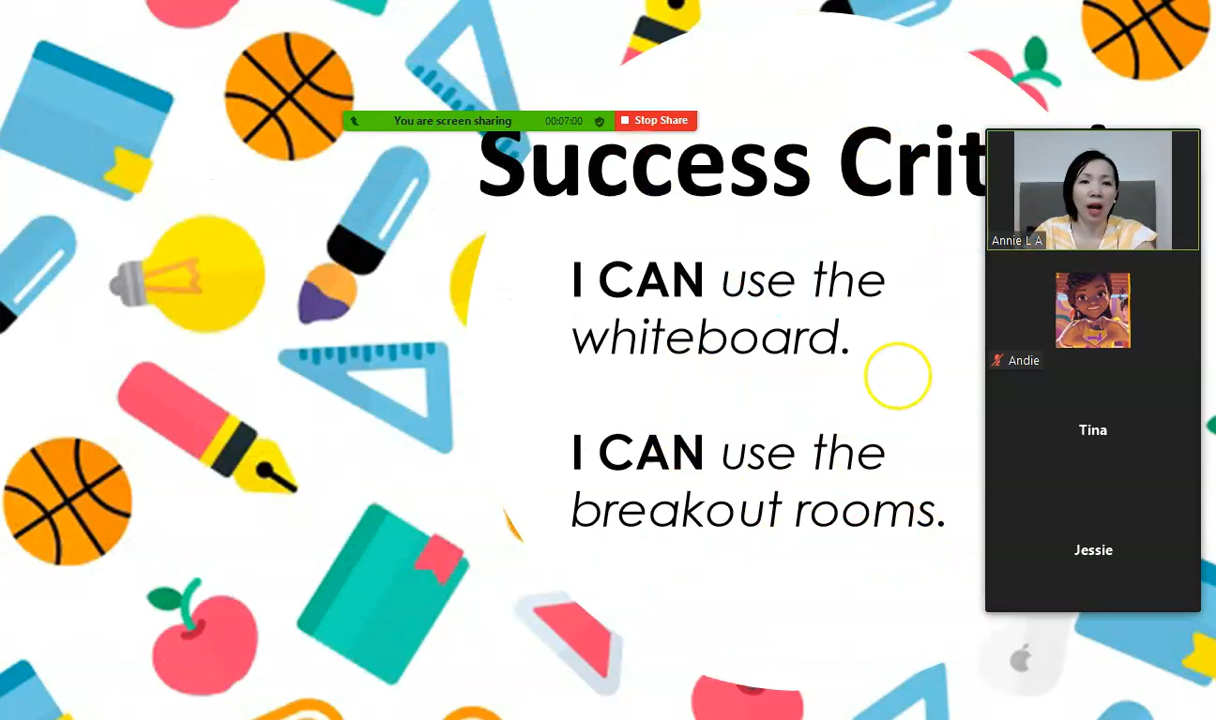 You are screen sharing 00:07:00 Stop Share
Success Crit
Annie L A
I CAN use the
whiteboard.
Andie
Tina
I CAN use the
breakout rooms.
Jessie